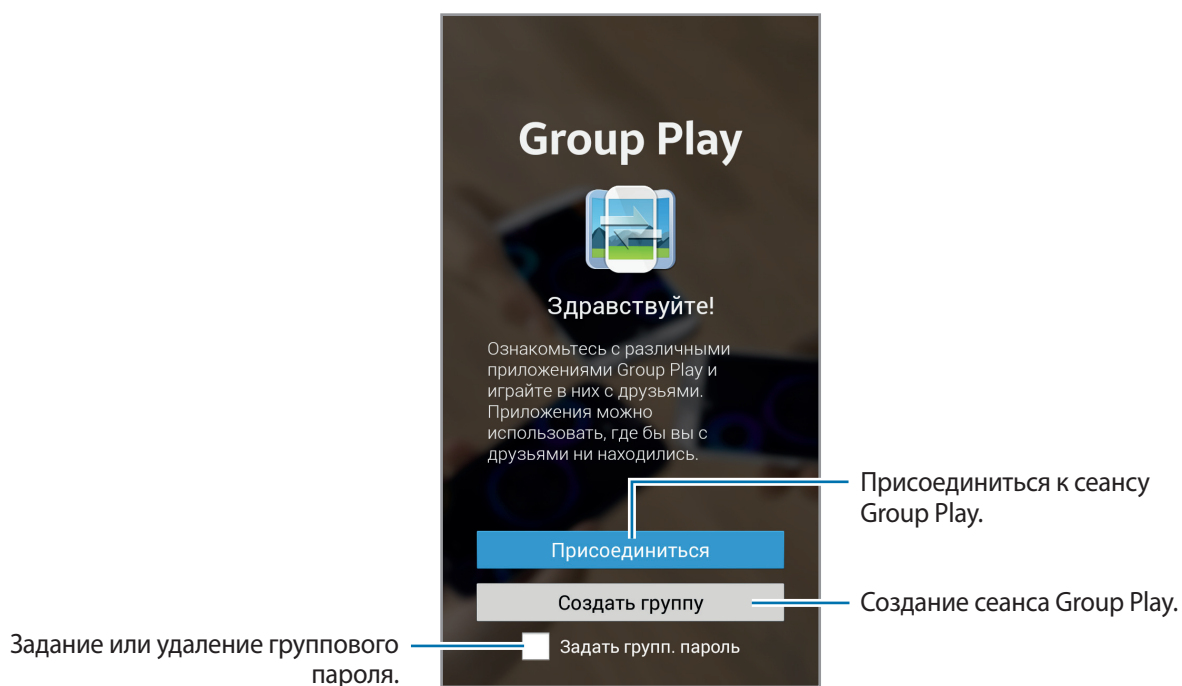 Group Play
Здравствуйте!
Ознакомьтесь с различными
приложениями Group Play и
играйте в них с друзьями.
Приложения можно
использовать, где бы вы с
друзьями ни находились.
Присоединиться к сеансу
Group Play.
Присоединиться
Создать группу
Создание сеанса Group Play.
Задание или удаление группового
пароля.
Задать групп. пароль